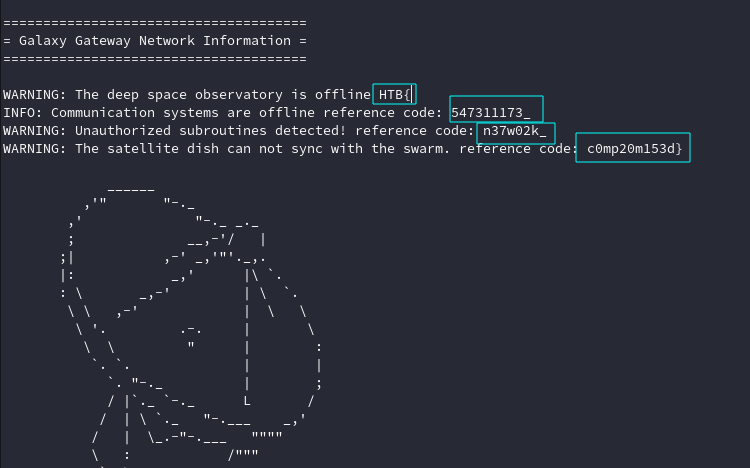 ======================================
= Galaxy Gateway Network Information =
======================================
WARNING: The deep space observatory is offline HTB{
INFO: Communication systems are offline reference code: 547311173_
WARNING: Unauthorized subroutines detected! reference code: n37w02k_
WARNING: The satellite dish can not sync with the swarm. reference code: c0mp20m153d}